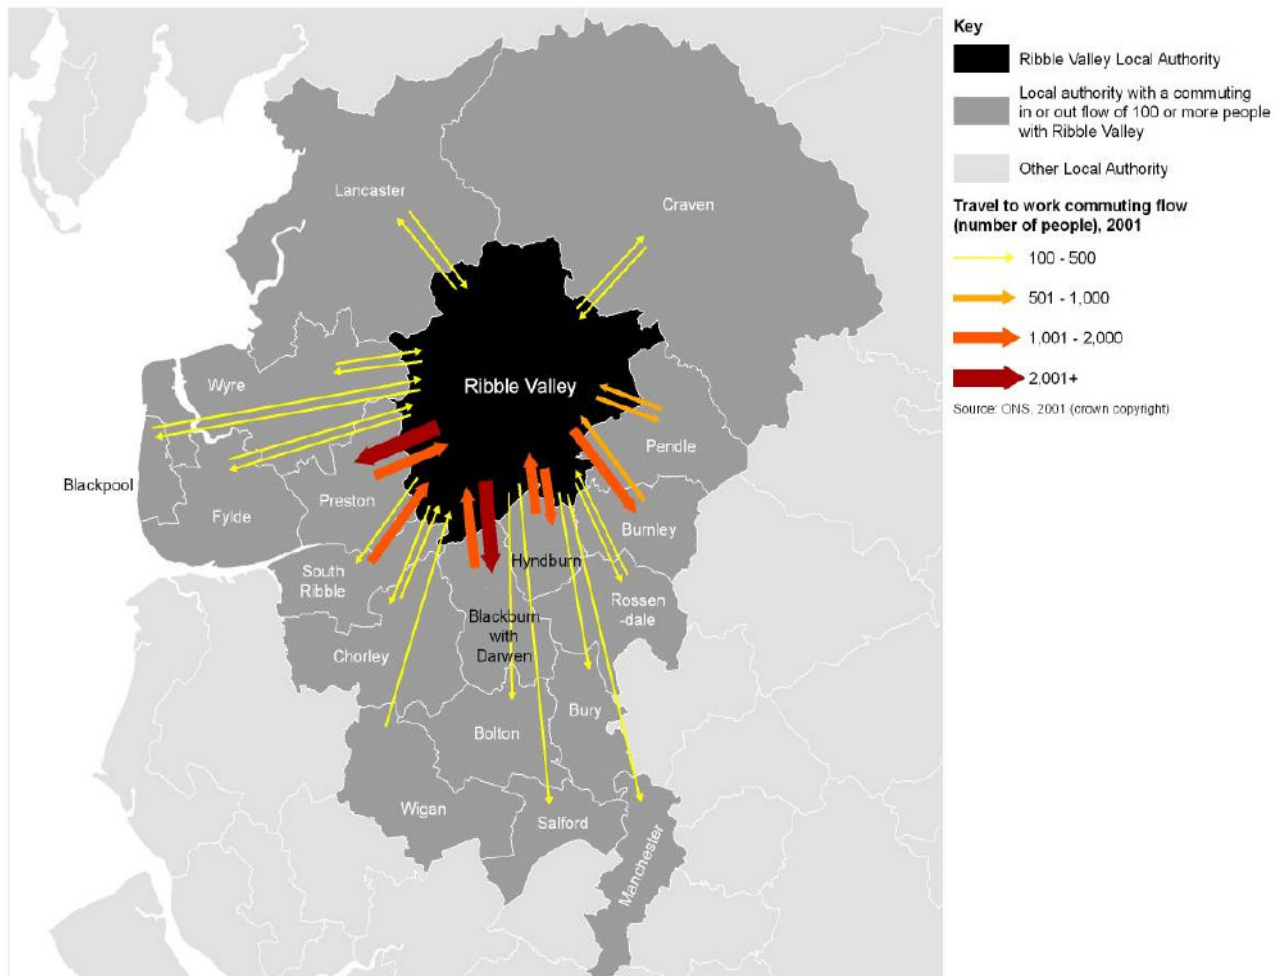 Key
Ribble Valley Local Authority
Local authority with a commuting
in or out flow of 100 or more people
with Ribble Valley
Other Local Authority
Travel to work commuting flow
(number of people), 2001
100 - 500
501 - 1,000
1,001 - 2,000
2,001+
Source: ONS, 2001 (crown copyright)
Lancaster
Craven
Wyre
Ribble Valley
Pendle
Blackpool
Fylde
Preston
Burnley
South
Ribble
Hyndburn
Rossen
-dale
Blackburn
with
Darwen
Chorley
Bury
Bolton
Wigan
Salford
Manchester